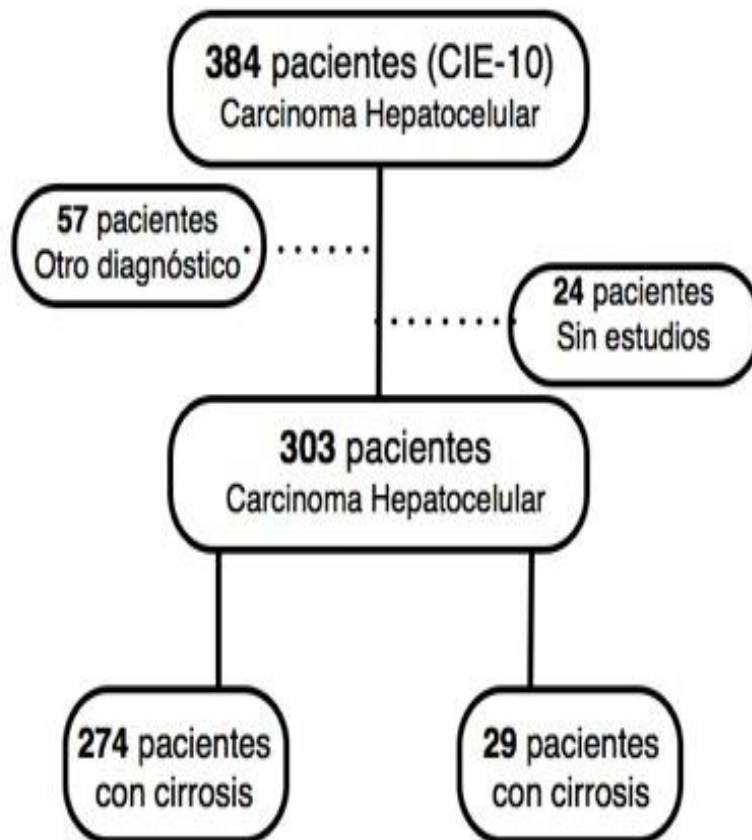 384 pacientes (CIE-10)
Carcinoma Hepatocelular
57 pacientes
Otro diagnóstico
24 pacientes
Sin estudios
303 pacientes
Carcinoma Hepatocelular
274 pacientes
con cirrosis
29 pacientes
con cirrosis